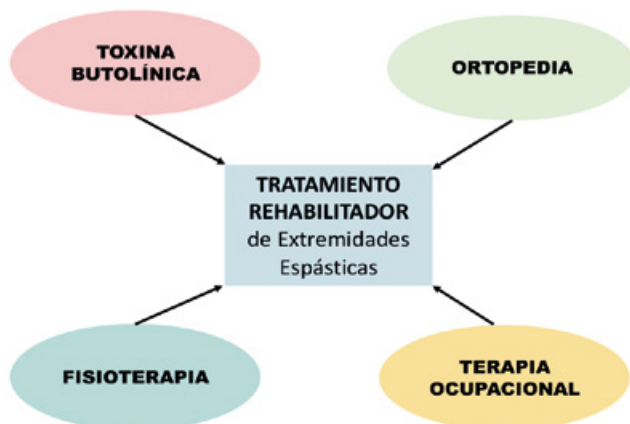 TOXINA
BUTOLÍNICA
ORTOPEDIA
TRATAMIENTO
REHABILITADOR
de Extremidades
Espásticas
FISIOTERAPIA
TERAPIA
OCUPACIONAL